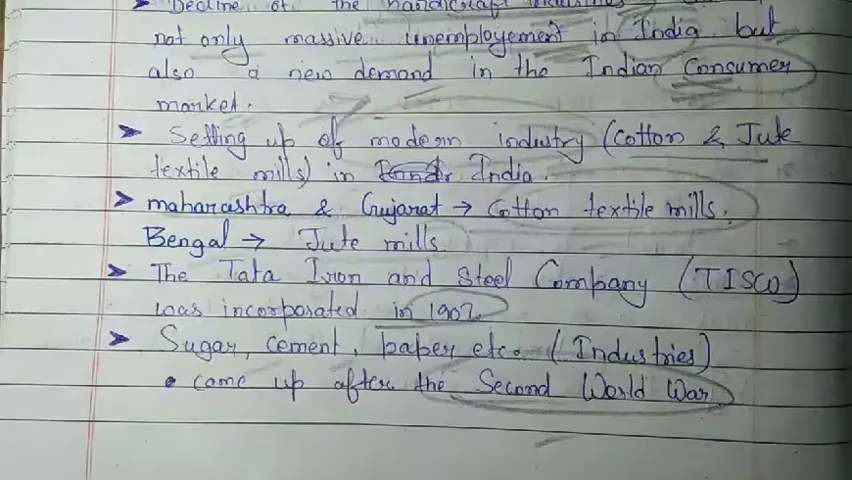 ➤ Decline of the handicraft industries
not only massive unemployement in India but
also a new demand in the Indian Consumer
market.
➤ Setting up of modern industry (Cotton & Jute
textile mills) in India.
➤ maharashtra & Gujarat → Cotton textile mills.
Bengal → Jute mills.
➤ The Tata Iron and Steel Company (TISCO)
was incorporated in 1907.
➤ Sugar, cement, paper etc. (Industries)
• came up after the Second World War.